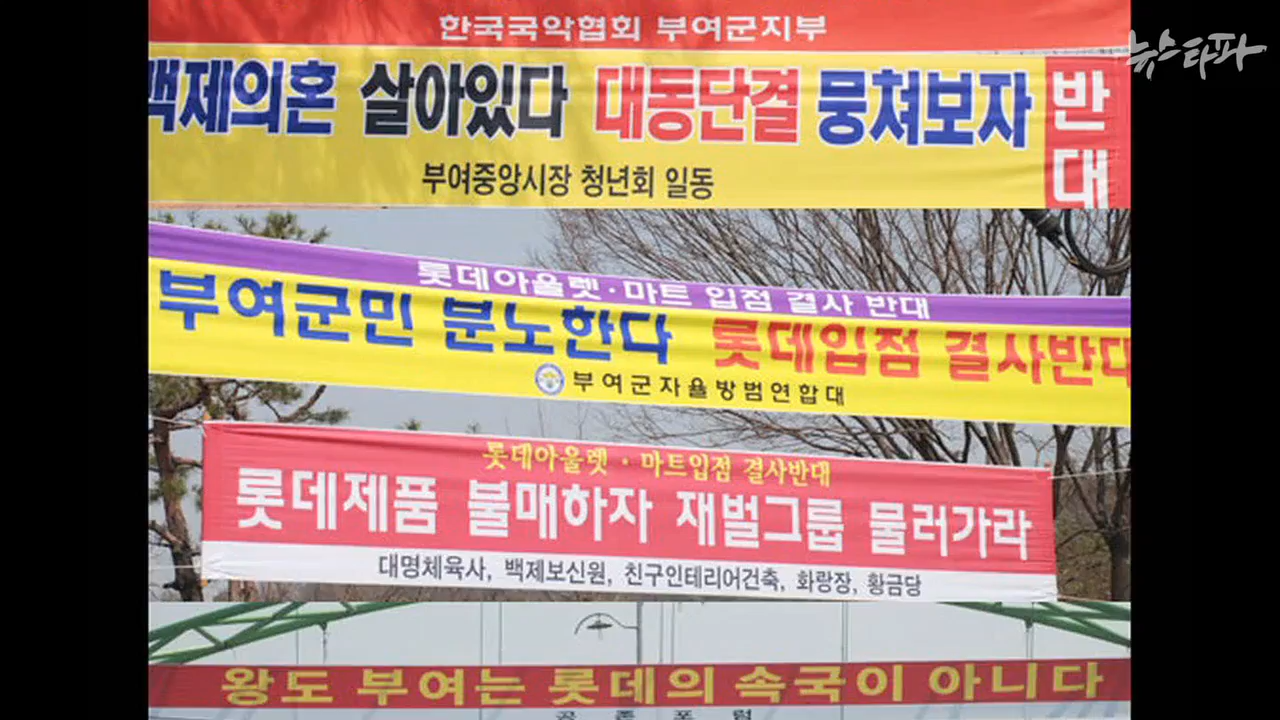 뉴스타파
한국국악협회 부여군지부
백제의혼 살아있다 대동단결 뭉쳐보자
반대
부여중앙시장 청년회 일동
롯데아울렛·마트 입점 결사 반대
부여군민 분노한다 롯데입점 결사반대
부여군자율방범연합대
롯데아울렛·마트입점 결사반대
롯데제품 불매하자 재벌그룹 물러가라
대명체육사, 백제보신원, 친구인테리어건축, 화랑장, 황금당
왕도 부여는 롯데의 속국이 아니다